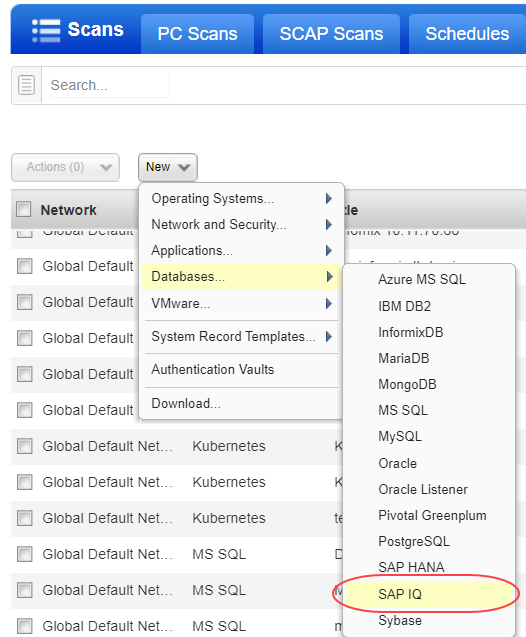 Scans
PC Scans
SCAP Scans
Schedules
Search...
Actions (0)
New
Network
Operating Systems...
Network and Security...
Applications...
Databases...
VMware...
System Record Templates...
Authentication Vaults
Download...
Azure MS SQL
IBM DB2
InformixDB
MariaDB
MongoDB
MS SQL
MySQL
Oracle
Oracle Listener
Pivotal Greenplum
PostgreSQL
SAP HANA
SAP IQ
Sybase
Global Default
Global Default
Global Default
Global Default
Global Default
Global Default
Global Default Net... Kubernetes
Global Default Net... Kubernetes
Global Default Net... Kubernetes
Global Default Net... MS SQL
Global Default Net... MS SQL
Global Default Net... MS SQL